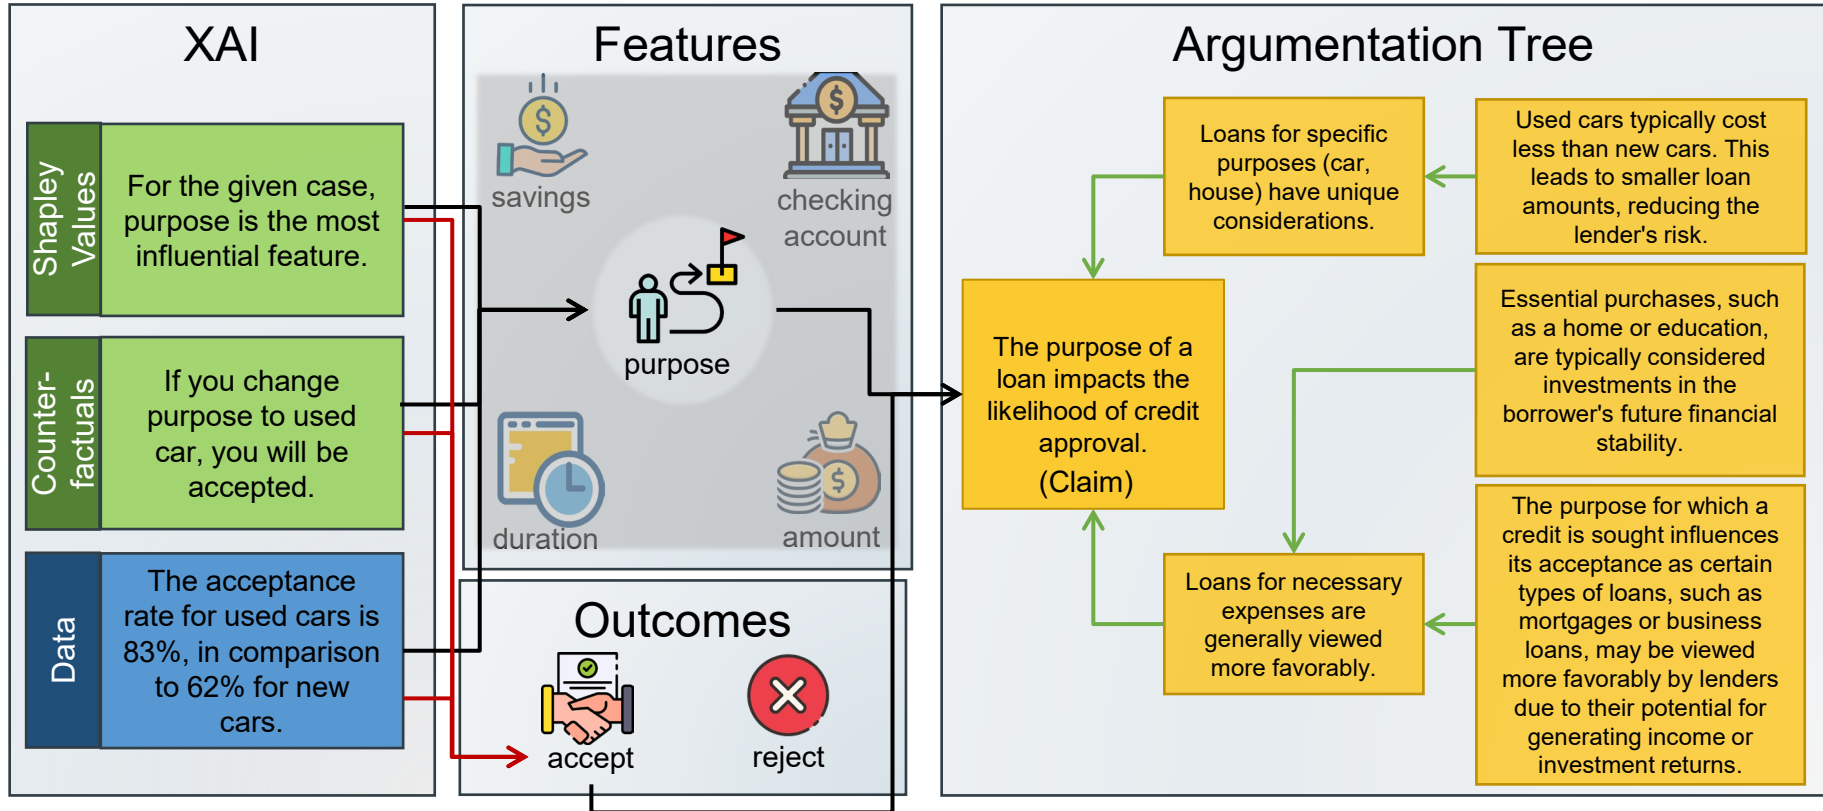 XAI
Shapley
Values
For the given case,
purpose is the most
influential feature.
Counter-
factuals
If you change
purpose to used
car, you will be
accepted.
Data
The acceptance
rate for used cars is
83%, in comparison
to 62% for new
cars.
Features
savings
checking
account
purpose
duration
amount
Outcomes
accept
reject
Argumentation Tree
The purpose of a
loan impacts the
likelihood of credit
approval.
(Claim)
Loans for specific
purposes (car,
house) have unique
considerations.
Used cars typically cost
less than new cars. This
leads to smaller loan
amounts, reducing the
lender's risk.
Essential purchases, such
as a home or education,
are typically considered
investments in the
borrower's future financial
stability.
Loans for necessary
expenses are
generally viewed
more favorably.
The purpose for which a
credit is sought influences
its acceptance as certain
types of loans, such as
mortgages or business
loans, may be viewed
more favorably by lenders
due to their potential for
generating income or
investment returns.